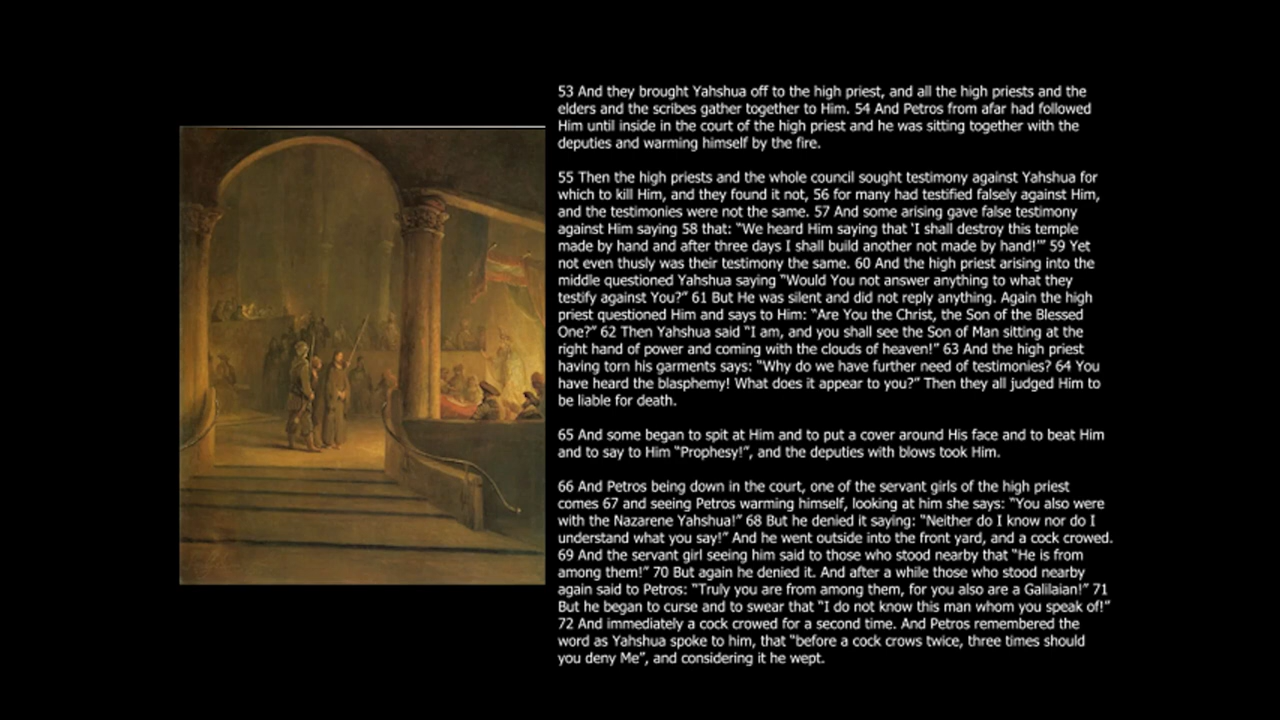 53 And they brought Yahshua off to the high priest, and all the high priests and the
elders and the scribes gather together to Him. 54 And Petros from afar had followed
Him until inside in the court of the high priest and he was sitting together with the
deputies and warming himself by the fire.
55 Then the high priests and the whole council sought testimony against Yahshua for
which to kill Him, and they found it not, 56 for many had testified falsely against Him,
and the testimonies were not the same. 57 And some arising gave false testimony
against Him saying 58 that: “We heard Him saying that ‘I shall destroy this temple
made by hand and after three days I shall build another not made by hand!’” 59 Yet
not even thusly was their testimony the same. 60 And the high priest arising into the
middle questioned Yahshua saying “Would You not answer anything to what they
testify against You?” 61 But He was silent and did not reply anything. Again the high
priest questioned Him and says to Him: “Are You the Christ, the Son of the Blessed
One?” 62 Then Yahshua said “I am, and you shall see the Son of Man sitting at the
right hand of power and coming with the clouds of heaven!” 63 And the high priest
having torn his garments says: “Why do we have further need of testimonies? 64 You
have heard the blasphemy! What does it appear to you?” Then they all judged Him to
be liable for death.
65 And some began to spit at Him and to put a cover around His face and to beat Him
and to say to Him “Prophesy!”, and the deputies with blows took Him.
66 And Petros being down in the court, one of the servant girls of the high priest
comes 67 and seeing Petros warming himself, looking at him she says: “You also were
with the Nazarene Yahshua!” 68 But he denied it saying: “Neither do I know nor do I
understand what you say!” And he went outside into the front yard, and a cock crowed.
69 And the servant girl seeing him said to those who stood nearby that “He is from
among them!” 70 But again he denied it. And after a while those who stood nearby
again said to Petros: “Truly you are from among them, for you also are a Galilaian!” 71
But he began to curse and to swear that “I do not know this man whom you speak of!”
72 And immediately a cock crowed for a second time. And Petros remembered the
word as Yahshua spoke to him, that “before a cock crows twice, three times should
you deny Me”, and considering it he wept.